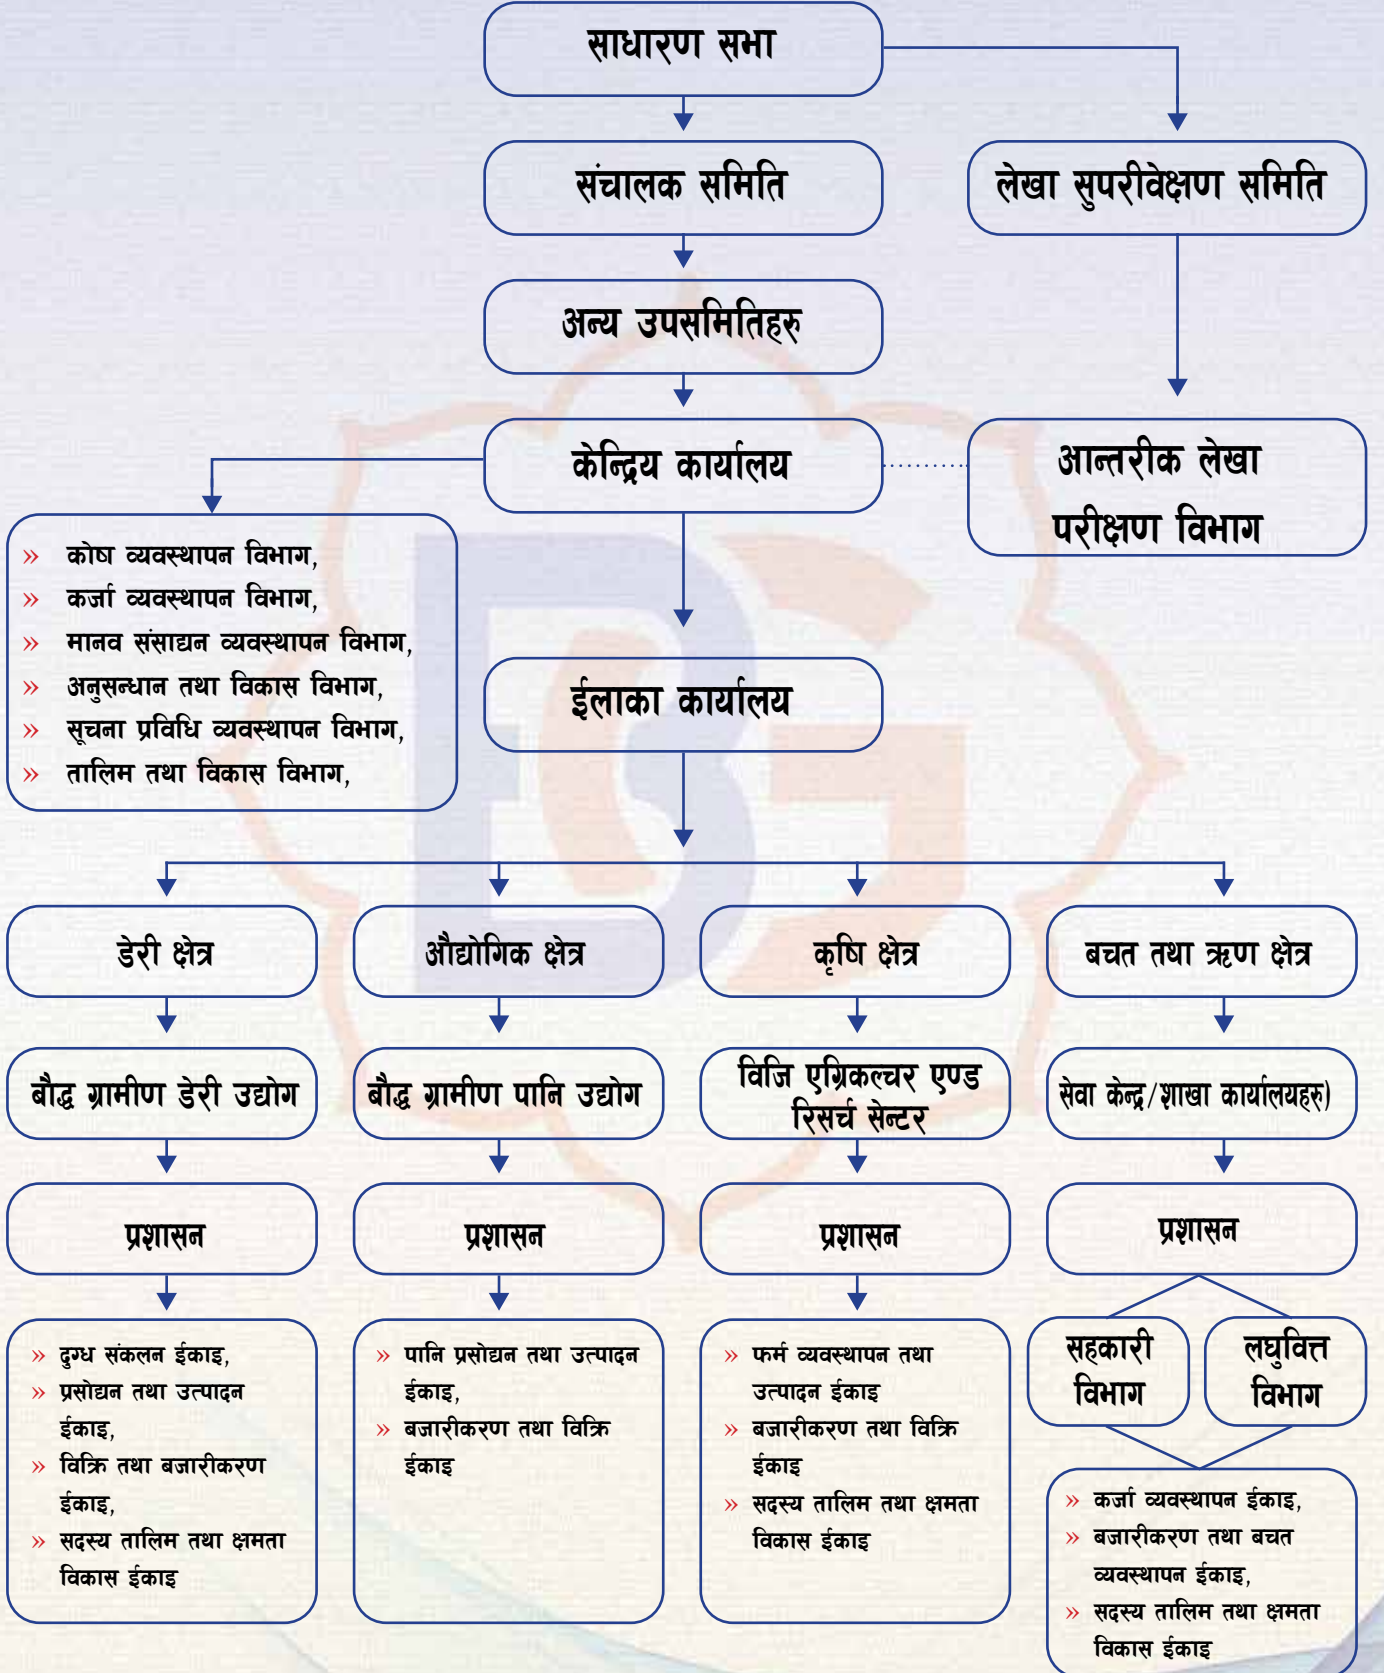 साधारण सभा
संचालक समिति
लेखा सुपरीवेक्षण समिति
अन्य उपसमितिहरु
केन्द्रिय कार्यालय
आन्तरीक लेखा
परीक्षण विभाग
» कोष व्यवस्थापन विभाग,
» कर्जा व्यवस्थापन विभाग,
» मानव संसाद्यन व्यवस्थापन विभाग,
» अनुसन्धान तथा विकास विभाग,
» सूचना प्रविधि व्यवस्थापन विभाग,
» तालिम तथा विकास विभाग,
ईलाका कार्यालय
डेरी क्षेत्र
औद्योगिक क्षेत्र
कृषि क्षेत्र
बचत तथा ऋण क्षेत्र
बौद्ध ग्रामीण डेरी उद्योग
बौद्ध ग्रामीण पानि उद्योग
विजि एग्रिकल्चर एण्ड
रिसर्च सेन्टर
सेवा केन्द्र/शाखा कार्यालयहरु)
प्रशासन
प्रशासन
प्रशासन
प्रशासन
» दुग्ध संकलन ईकाइ,
» प्रसोद्यन तथा उत्पादन
ईकाइ,
» विक्रि तथा बजारीकरण
ईकाइ,
» सदस्य तालिम तथा क्षमता
विकास ईकाइ
» पानि प्रसोद्यन तथा उत्पादन
ईकाइ,
» बजारीकरण तथा विक्रि
ईकाइ
» फर्म व्यवस्थापन तथा
उत्पादन ईकाइ
» बजारीकरण तथा विक्रि
ईकाइ
» सदस्य तालिम तथा क्षमता
विकास ईकाइ
सहकारी
विभाग
लघुवित्त
विभाग
» कर्जा व्यवस्थापन ईकाइ,
» बजारीकरण तथा बचत
व्यवस्थापन ईकाइ,
» सदस्य तालिम तथा क्षमता
विकास ईकाइ